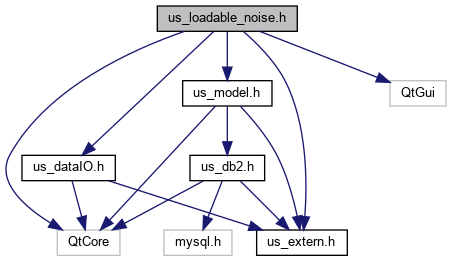 us_loadable_noise.h
us_model.h
QtGui
us_dataIO.h
us_db2.h
QtCore
mysql.h
us_extern.h